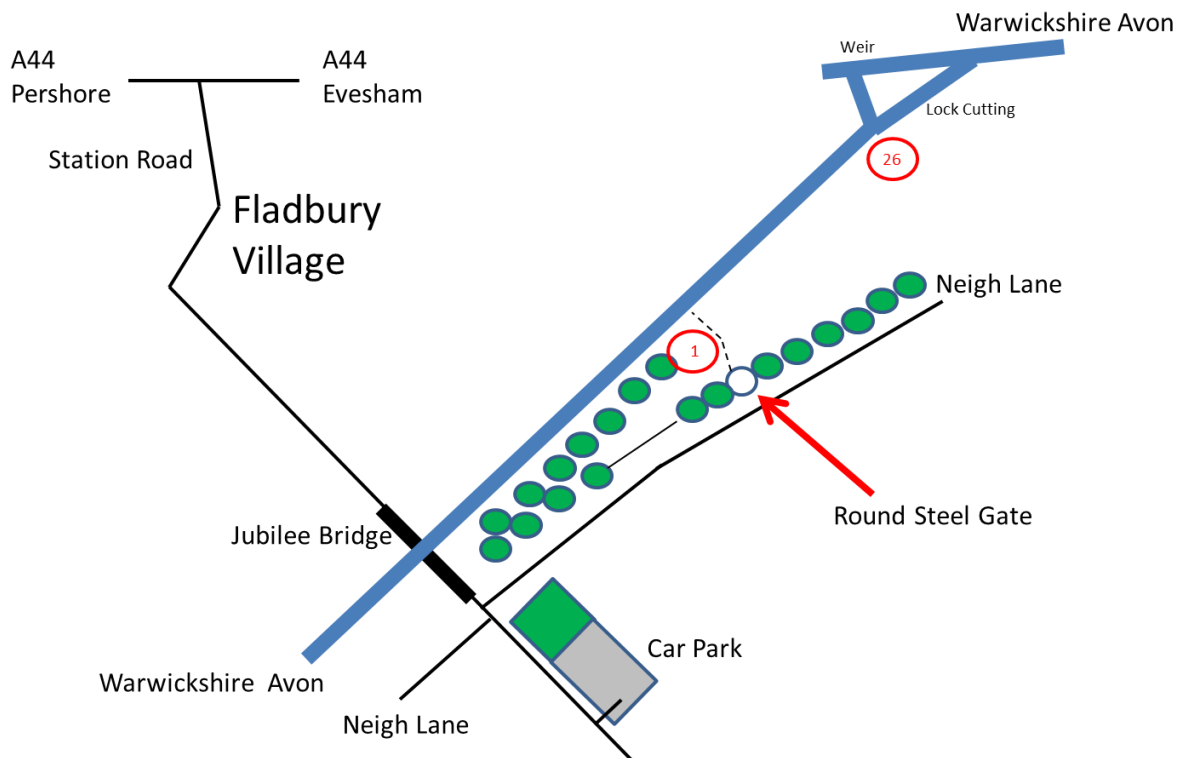 Warwickshire Avon
Weir
A44
Pershore
A44
Evesham
Lock Cutting
Station Road
26
Fladbury
Village
Neigh Lane
1
Round Steel Gate
Jubilee Bridge
Car Park
Warwickshire Avon
Neigh Lane